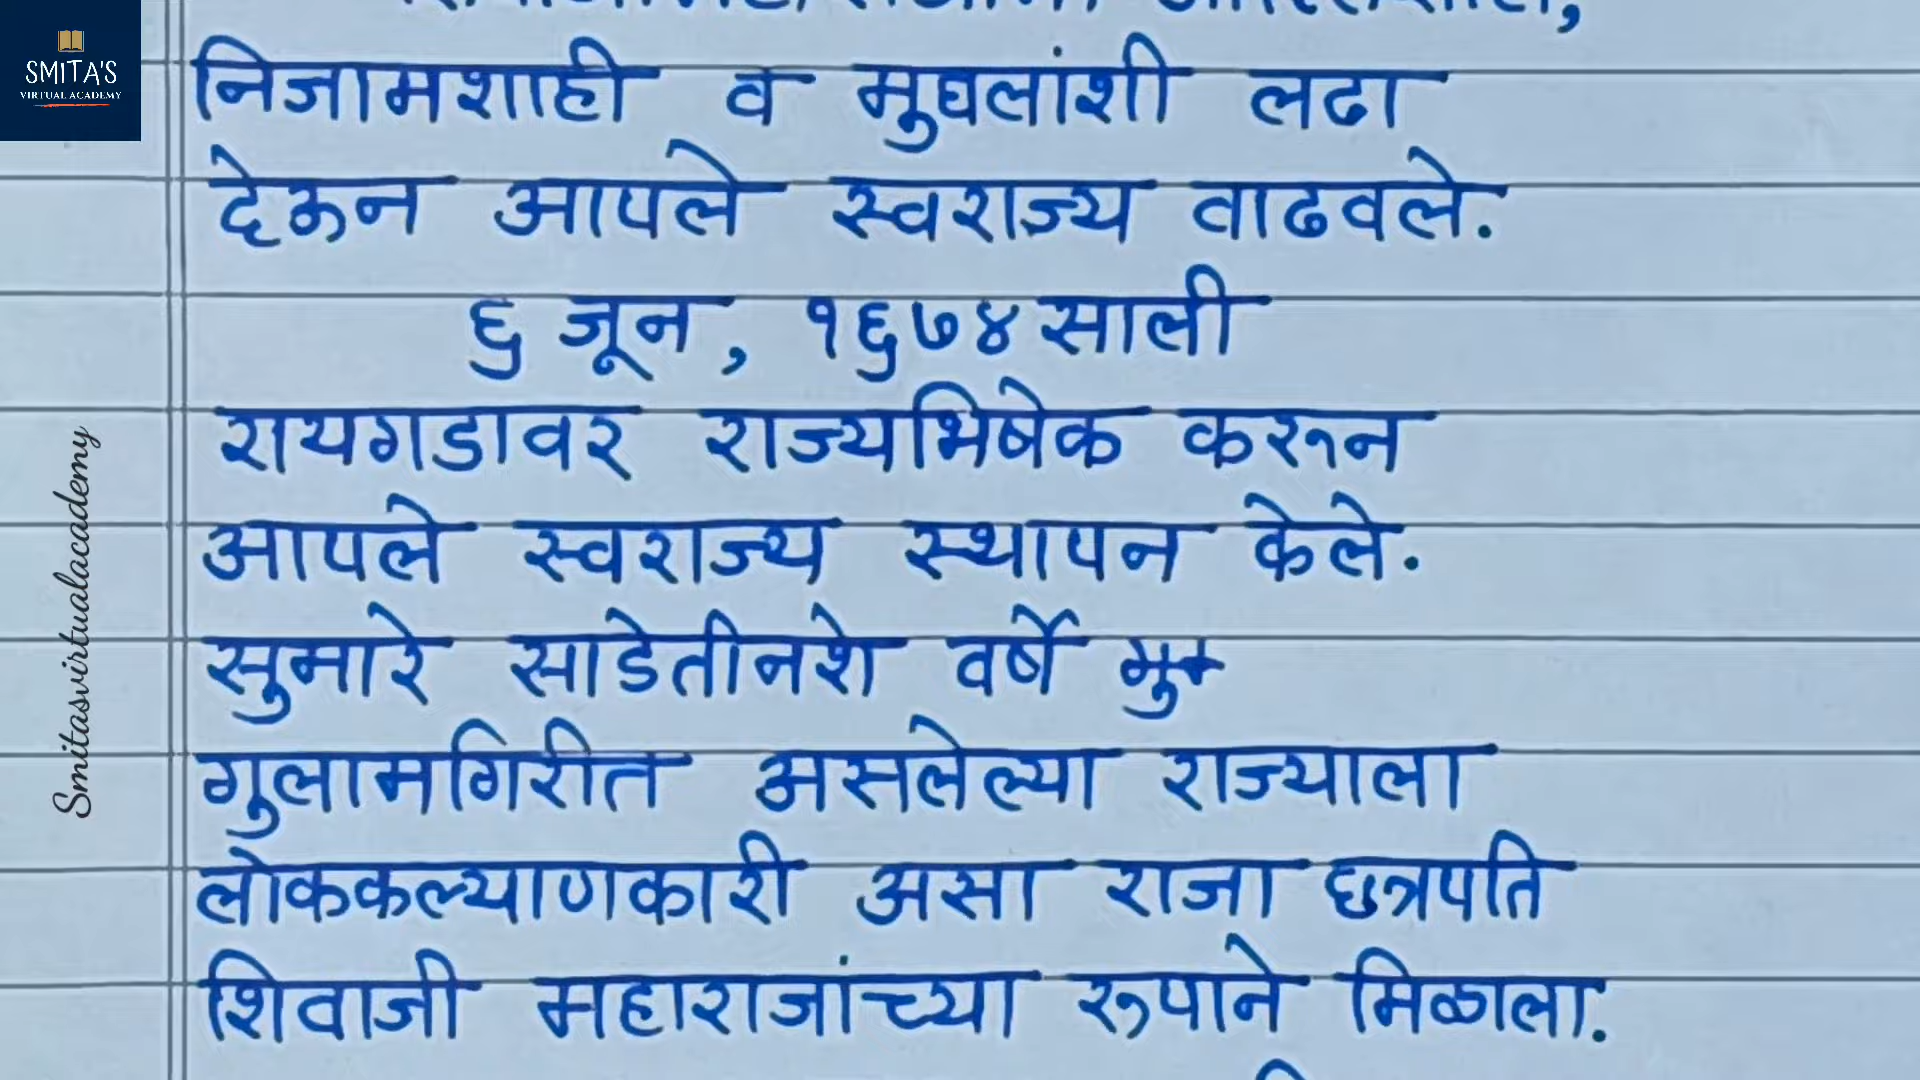 SMITA'S
VIRTUAL ACADEMY
निजामशाही व मुघलांशी लढा
देऊन आपले स्वराज्य वाढवले.
६ जून, १६७४ साली
रायगडावर राज्यभिषेक करून
आपले स्वराज्य स्थापन केले.
सुमारे साडेतीनशे वर्षे
गुलामगिरीत असलेल्या राज्याला
लोककल्याणकारी असा राजा छत्रपति
शिवाजी महाराजांच्या रूपाने मिळाला.
Smitasvirtualacademy